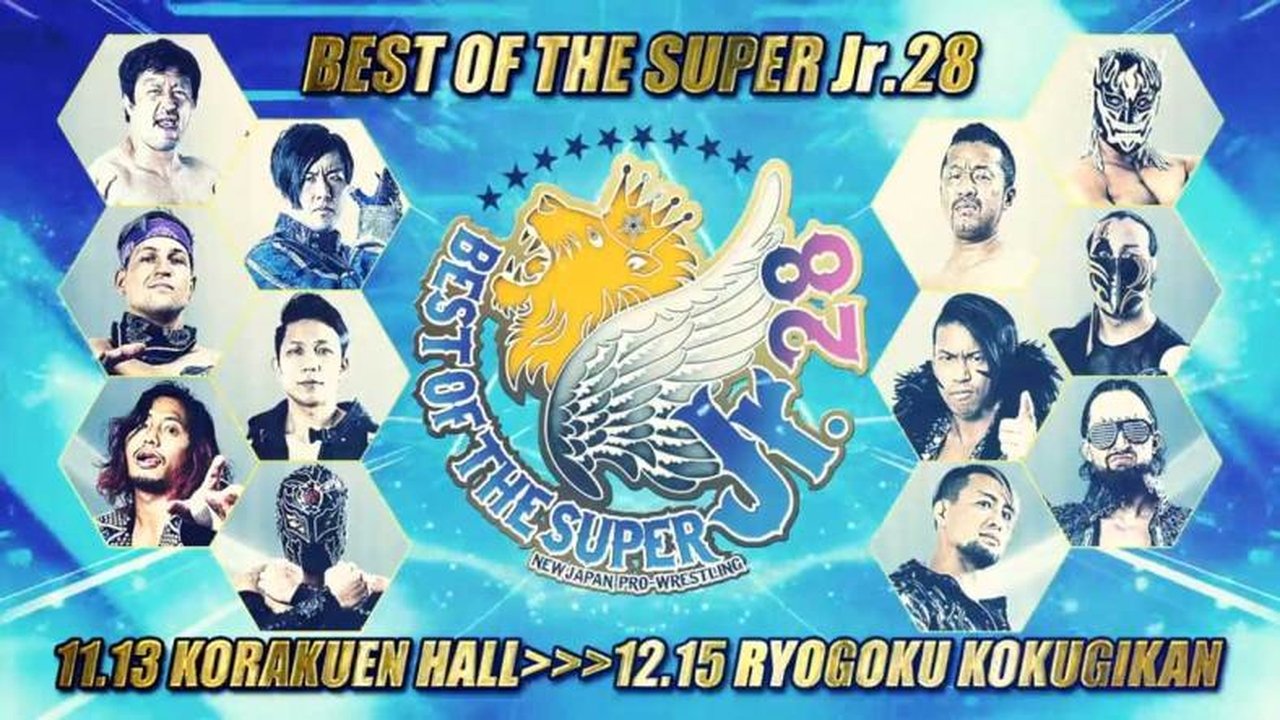 BEST OF THE SUPER Jr.28
BEST OF THE SUPER Jr. 28
NEW JAPAN PRO-WRESTLING
11.13 KORAKUEN HALL>>>12.15 RYOGOKU KOKUGIKAN